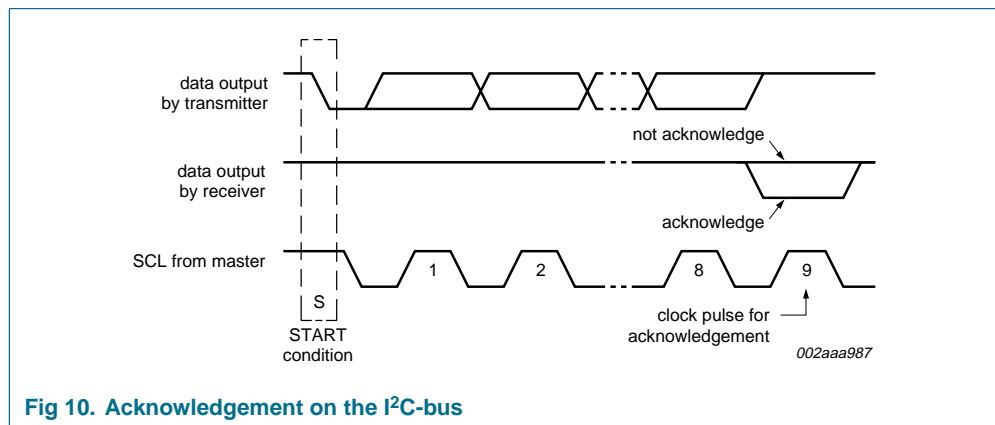 data output
by transmitter
not acknowledge
data output
by receiver
acknowledge
SCL from master
1
2
8
9
S
START
condition
clock pulse for
acknowledgement
002aaa987
Fig 10. Acknowledgement on the I²C-bus